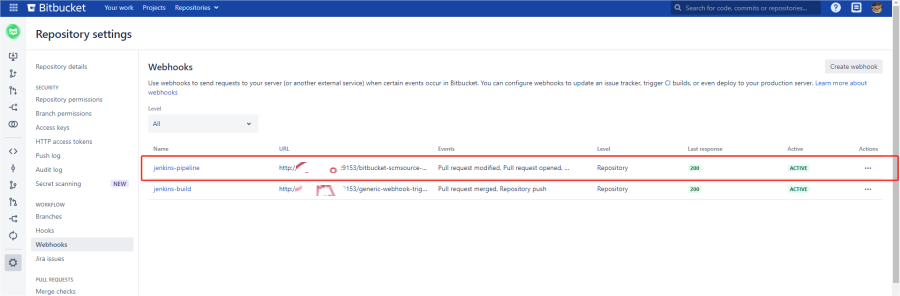 Bitbucket Your work Projects Repositories Search for code, commits or repositories...
Repository settings
Repository details
SECURITY
Repository permissions
Branch permissions
Access keys
HTTP access tokens
Push log
Audit log
Secret scanning NEW
WORKFLOW
Branches
Hooks
Webhooks
Jira issues
PULL REQUESTS
Merge checks
Webhooks
Create webhook
Use webhooks to send requests to your server (or another external service) when certain events occur in Bitbucket. You can configure webhooks to update an issue tracker, trigger CI builds, or even deploy to your production server. Learn more about
webhooks
Level
All
Name URL Events Level Last response Active Actions
jenkins-pipeline http:/ :9153/bitbucket-scmsource-... Pull request modified, Pull request opened, ... Repository 200 ACTIVE ...
jenkins-build http:/ 153/generic-webhook-trig... Pull request merged, Repository push Repository 200 ACTIVE ...